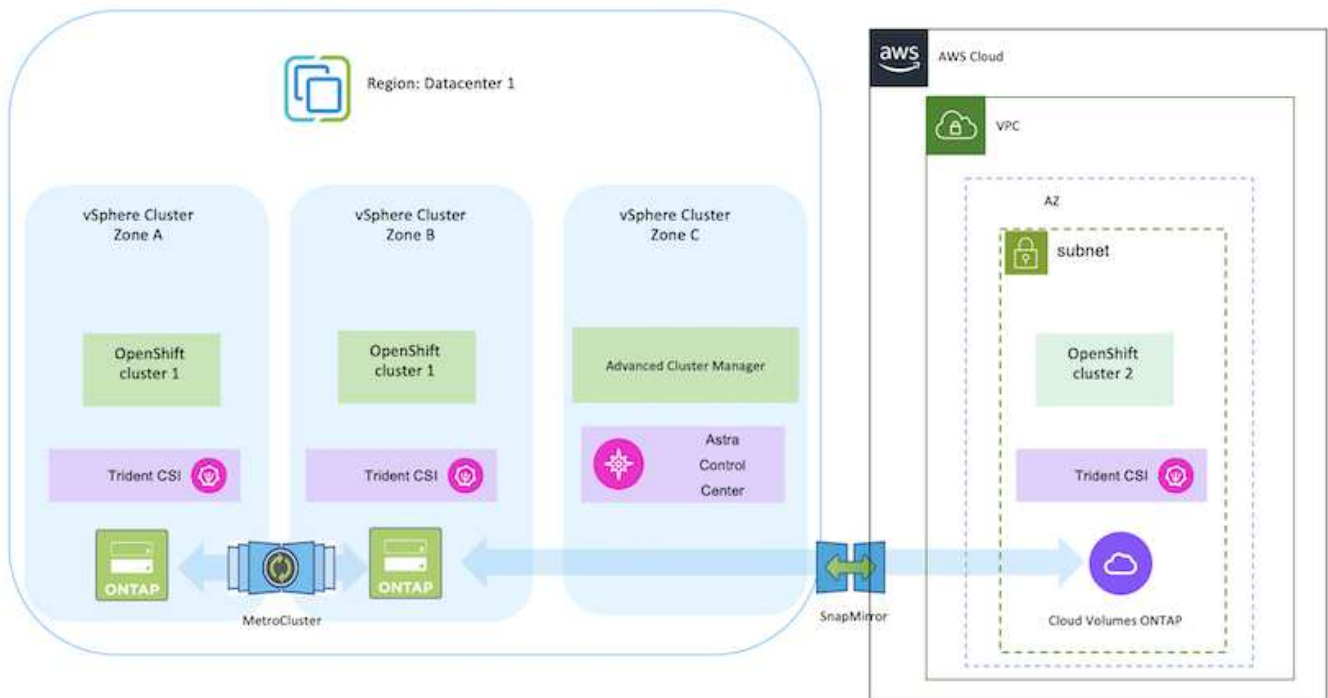 Region: Datacenter 1
aws
AWS Cloud
VPC
AZ
subnet
vSphere Cluster
Zone A
vSphere Cluster
Zone B
vSphere Cluster
Zone C
OpenShift
cluster 1
OpenShift
cluster 1
Advanced Cluster Manager
OpenShift
cluster 2
Trident CSI
Trident CSI
Astra
Control
Center
Trident CSI
ONTAP
ONTAP
MetroCluster
SnapMirror
Cloud Volumes ONTAP